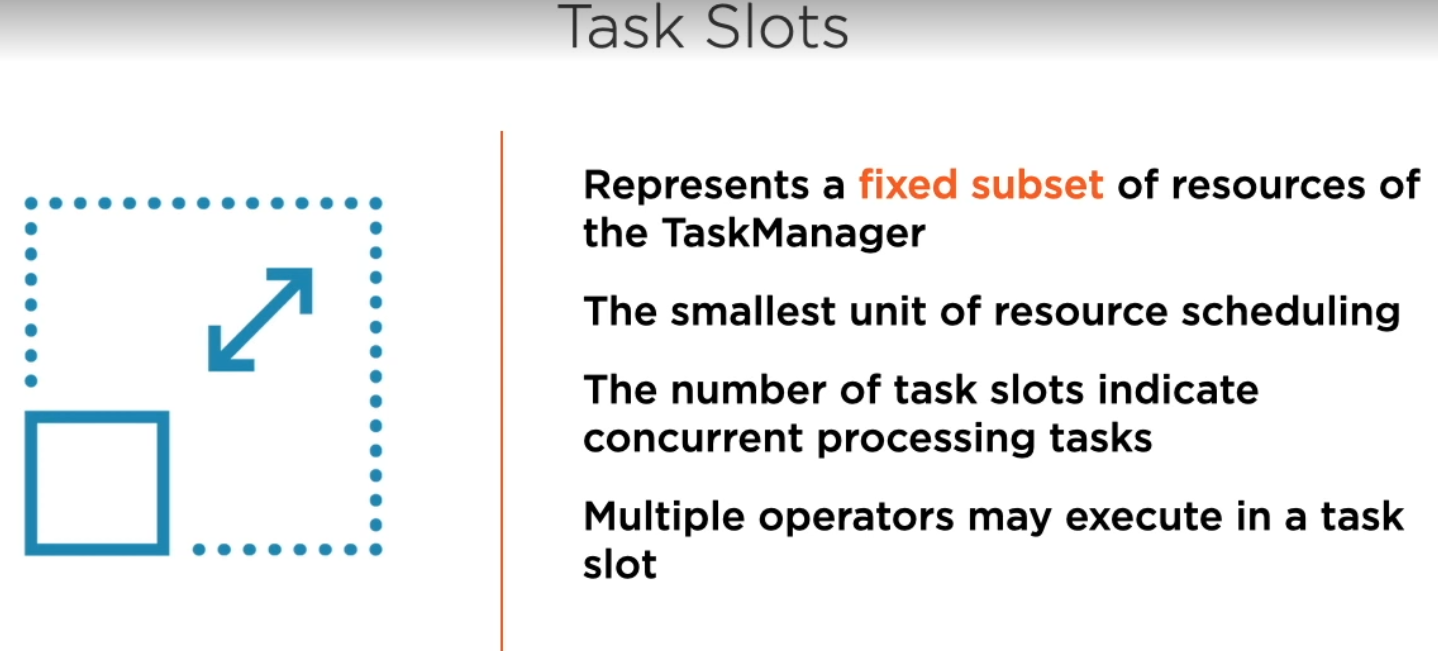 Task Slots
Represents a fixed subset of resources of
the TaskManager
The smallest unit of resource scheduling
The number of task slots indicate
concurrent processing tasks
Multiple operators may execute in a task
slot